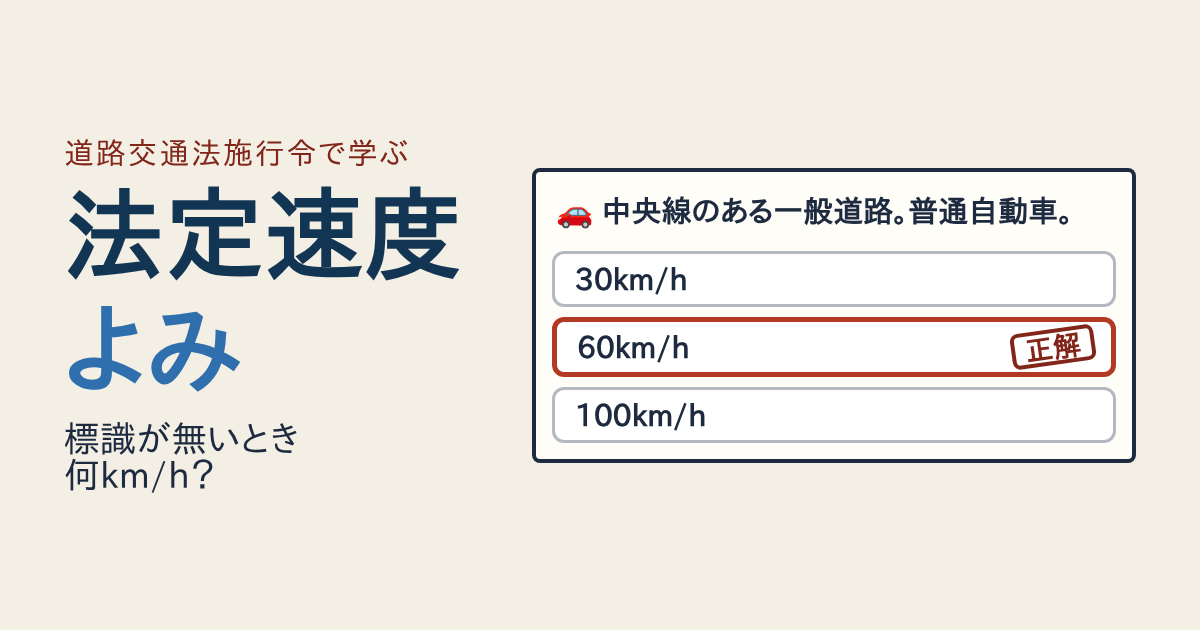 道路交通法施行令で学ぶ
法定速度
よみ
標識が無いとき
何km/h?
🚗 中央線のある一般道路。普通自動車。
30km/h
60km/h
正解
100km/h